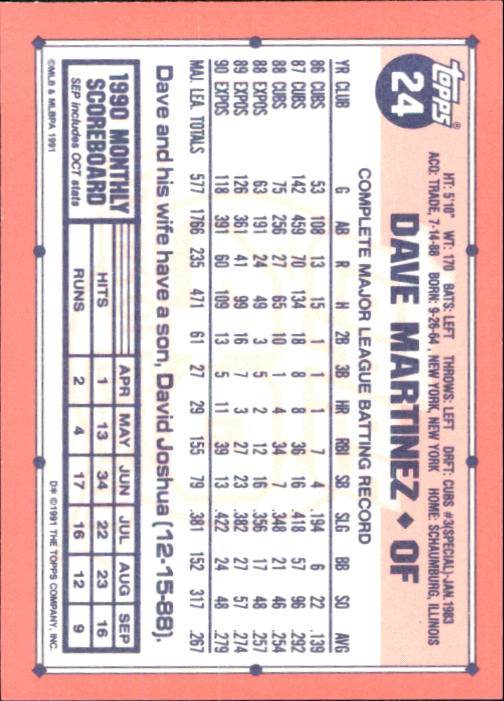 Topps®
24
HT: 5'10" WT: 170 BATS: LEFT THROWS: LEFT DRFT: CUBS #3(SPECIAL)-JAN. 1983
ACQ: TRADE, 7-14-88 BORN: 9-26-64, NEW YORK, NEW YORK HOME: SCHAUMBURG, ILLINOIS
DAVE MARTINEZ ◆ OF
COMPLETE MAJOR LEAGUE BATTING RECORD
YR CLUB G AB R H 2B 3B HR RBI SB SLG BB SO AVG
86 CUBS 53 108 13 15 1 1 1 7 4 .194 6 22 .139
87 CUBS 142 459 70 134 18 8 8 36 16 .418 57 96 .292
88 CUBS 75 256 27 65 10 1 4 34 7 .348 21 46 .254
88 EXPOS 63 191 24 49 3 5 2 12 16 .356 17 48 .257
89 EXPOS 126 361 41 99 16 7 3 27 23 .382 27 57 .274
90 EXPOS 118 391 60 109 13 5 11 39 13 .422 24 48 .279
MAJ. LEA. TOTALS 577 1766 235 471 61 27 29 155 79 .381 152 317 .267
Dave and his wife have a son, David Joshua (12-15-88).
1990 MONTHLY
SCOREBOARD
SEP includes OCT stats
APR MAY JUN JUL AUG SEP
HITS 1 13 34 22 23 16
RUNS 2 4 17 16 12 9
©MLB & MLBPA 1991
D* ©1991 THE TOPPS COMPANY, INC.